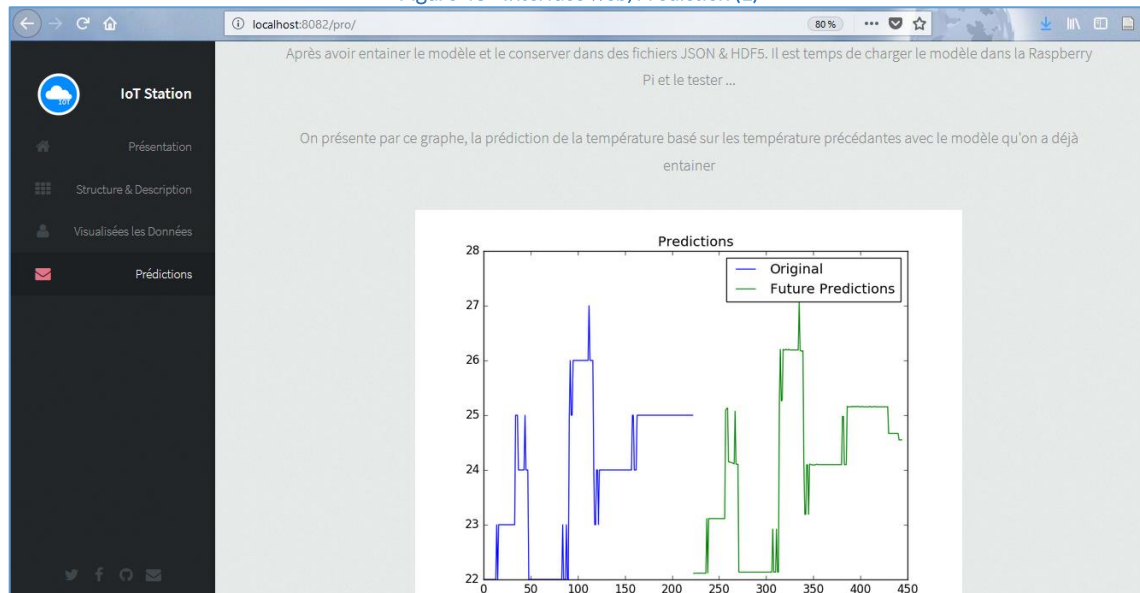 localhost:8082/pro/
80 %
IoT Station
IOT
Présentation
Structure & Description
Visualisées les Données
Prédictions
Après avoir entainer le modèle et le conserver dans des fichiers JSON & HDF5. Il est temps de charger le modèle dans la Raspberry
Pi et le tester ...
On présente par ce graphe, la prédiction de la température basé sur les température précédantes avec le modèle qu'on a déjà
entainer
Predictions
Original
Future Predictions
28
27
26
25
24
23
22
0 50 100 150 200 250 300 350 400 450